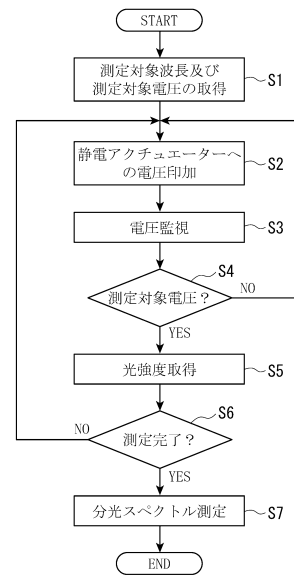 START
測定対象波長及び
測定対象電圧の取得
S1
静電アクチュエーターへ
の電圧印加
S2
電圧監視
S3
S4
測定対象電圧？
NO
YES
光強度取得
S5
S6
NO
測定完了？
YES
分光スペクトル測定
S7
END